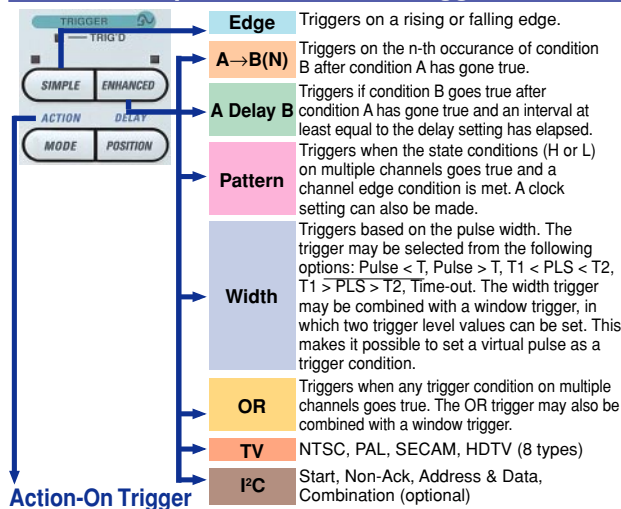 TRIGGER
TRIG'D
SIMPLE
ENHANCED
ACTION
DELAY
MODE
POSITION
Edge
Triggers on a rising or falling edge.
A→B(N)
Triggers on the n-th occurance of condition
B after condition A has gone true.
A Delay B
Triggers if condition B goes true after
condition A has gone true and an interval at
least equal to the delay setting has elapsed.
Pattern
Triggers when the state conditions (H or L)
on multiple channels goes true and a
channel edge condition is met. A clock
setting can also be made.
Width
Triggers based on the pulse width. The
trigger may be selected from the following
options: Pulse < T, Pulse > T, T1 < PLS < T2,
T1 > PLS > T2, Time-out. The width trigger
may be combined with a window trigger, in
which two trigger level values can be set. This
makes it possible to set a virtual pulse as a
trigger condition.
OR
Triggers when any trigger condition on multiple
channels goes true. The OR trigger may also be
combined with a window trigger.
TV
NTSC, PAL, SECAM, HDTV (8 types)
I²C
Start, Non-Ack, Address & Data,
Combination (optional)
Action-On Trigger